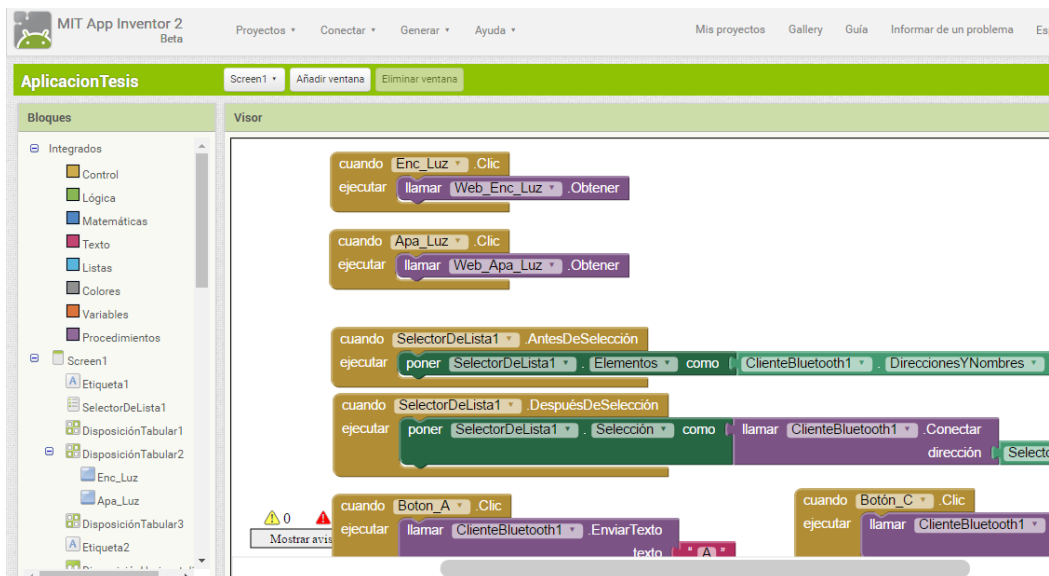 MIT App Inventor 2
Beta
Proyectos Conectar Generar Ayuda Mis proyectos Gallery Guía Informar de un problema
AplicacionTesis Screen1 Añadir ventana Eliminar ventana
Bloques
Integrados
Control
Lógica
Matemáticas
Texto
Listas
Colores
Variables
Procedimientos
Screen1
Etiqueta1
SelectorDeLista1
DisposiciónTabular1
DisposiciónTabular2
Enc_Luz
Apa_Luz
DisposiciónTabular3
Etiqueta2
Visor
cuando Enc_Luz .Clic
ejecutar llamar Web_Enc_Luz .Obtener
cuando Apa_Luz .Clic
ejecutar llamar Web_Apa_Luz .Obtener
cuando SelectorDeLista1 .AntesDeSelección
ejecutar poner SelectorDeLista1 . Elementos como ClienteBluetooth1 . DireccionesYNombres
cuando SelectorDeLista1 .DespuésDeSelección
ejecutar poner SelectorDeLista1 . Selección como llamar ClienteBluetooth1 .Conectar
dirección
cuando Boton_A .Clic
ejecutar llamar ClienteBluetooth1 .EnviarTexto
texto " A "
cuando Botón_C .Clic
ejecutar llamar ClienteBluetooth1
0
Mostrar